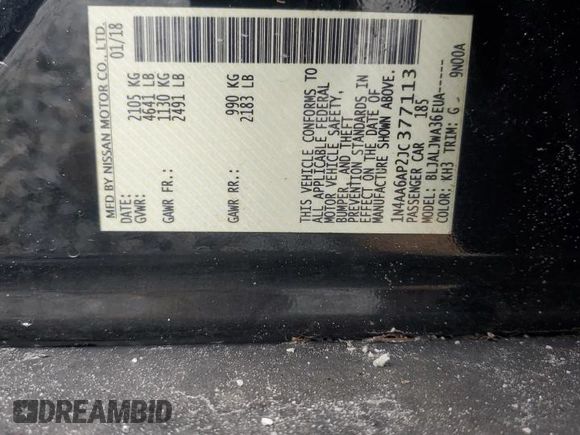 MFD BY NISSAN MOTOR CO., LTD.
DATE: 01/18
GVWR: 2105 KG
4641 LB
GAWR FR.: 1130 KG
2491 LB
GAWR RR.: 990 KG
2183 LB
THIS VEHICLE CONFORMS TO
ALL APPLICABLE FEDERAL
MOTOR VEHICLE SAFETY,
BUMPER, AND THEFT
PREVENTION STANDARDS IN
EFFECT ON THE DATE OF
MANUFACTURE SHOWN ABOVE.
1N4AA6AP2JC377113
PASSENGER CAR 185
MODEL: BLJALJWA36EUA-----
COLOR: KH3 TRIM: G 9N00A
DREAMBID